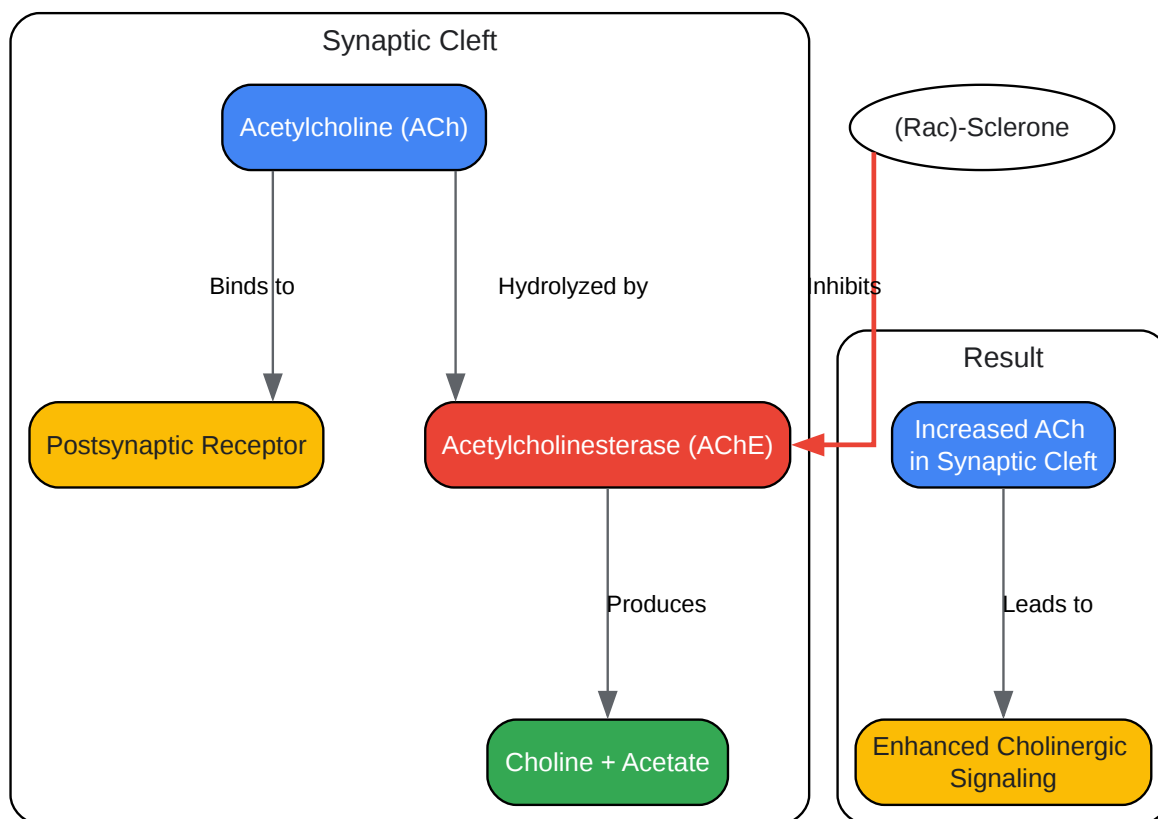 Synaptic Cleft
Acetylcholine (ACh)
(Rac)-Sclerone
Binds to
Hydrolyzed by
Inhibits
Result
Postsynaptic Receptor
Acetylcholinesterase (AChE)
Increased ACh
in Synaptic Cleft
Produces
Leads to
Choline + Acetate
Enhanced Cholinergic
Signaling